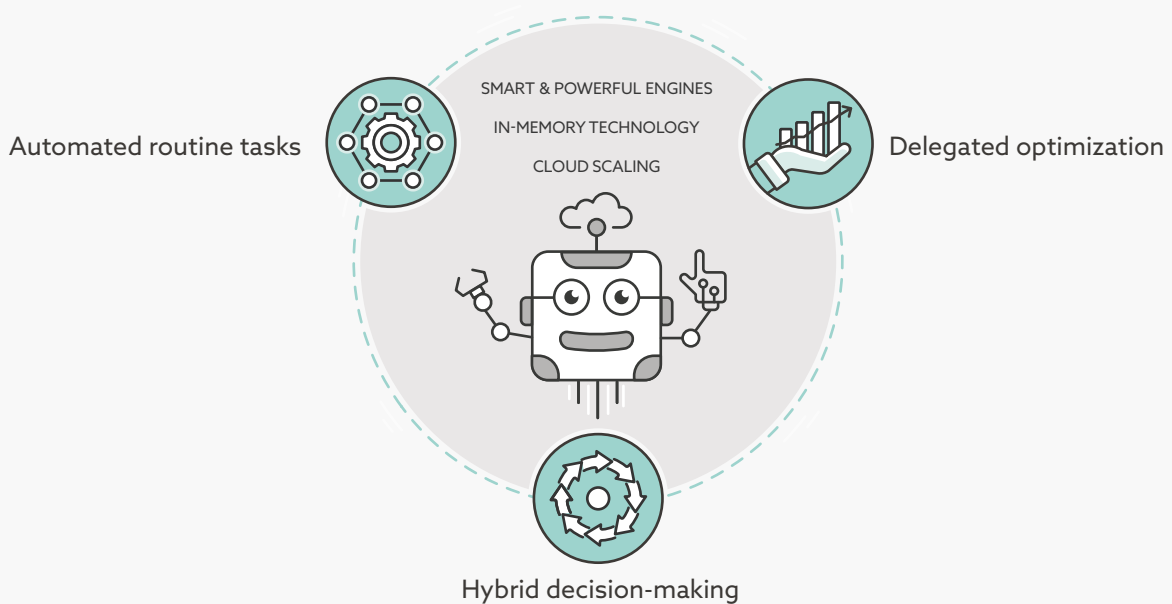 SMART & POWERFUL ENGINES
IN-MEMORY TECHNOLOGY
CLOUD SCALING
Automated routine tasks
Delegated optimization
Hybrid decision-making